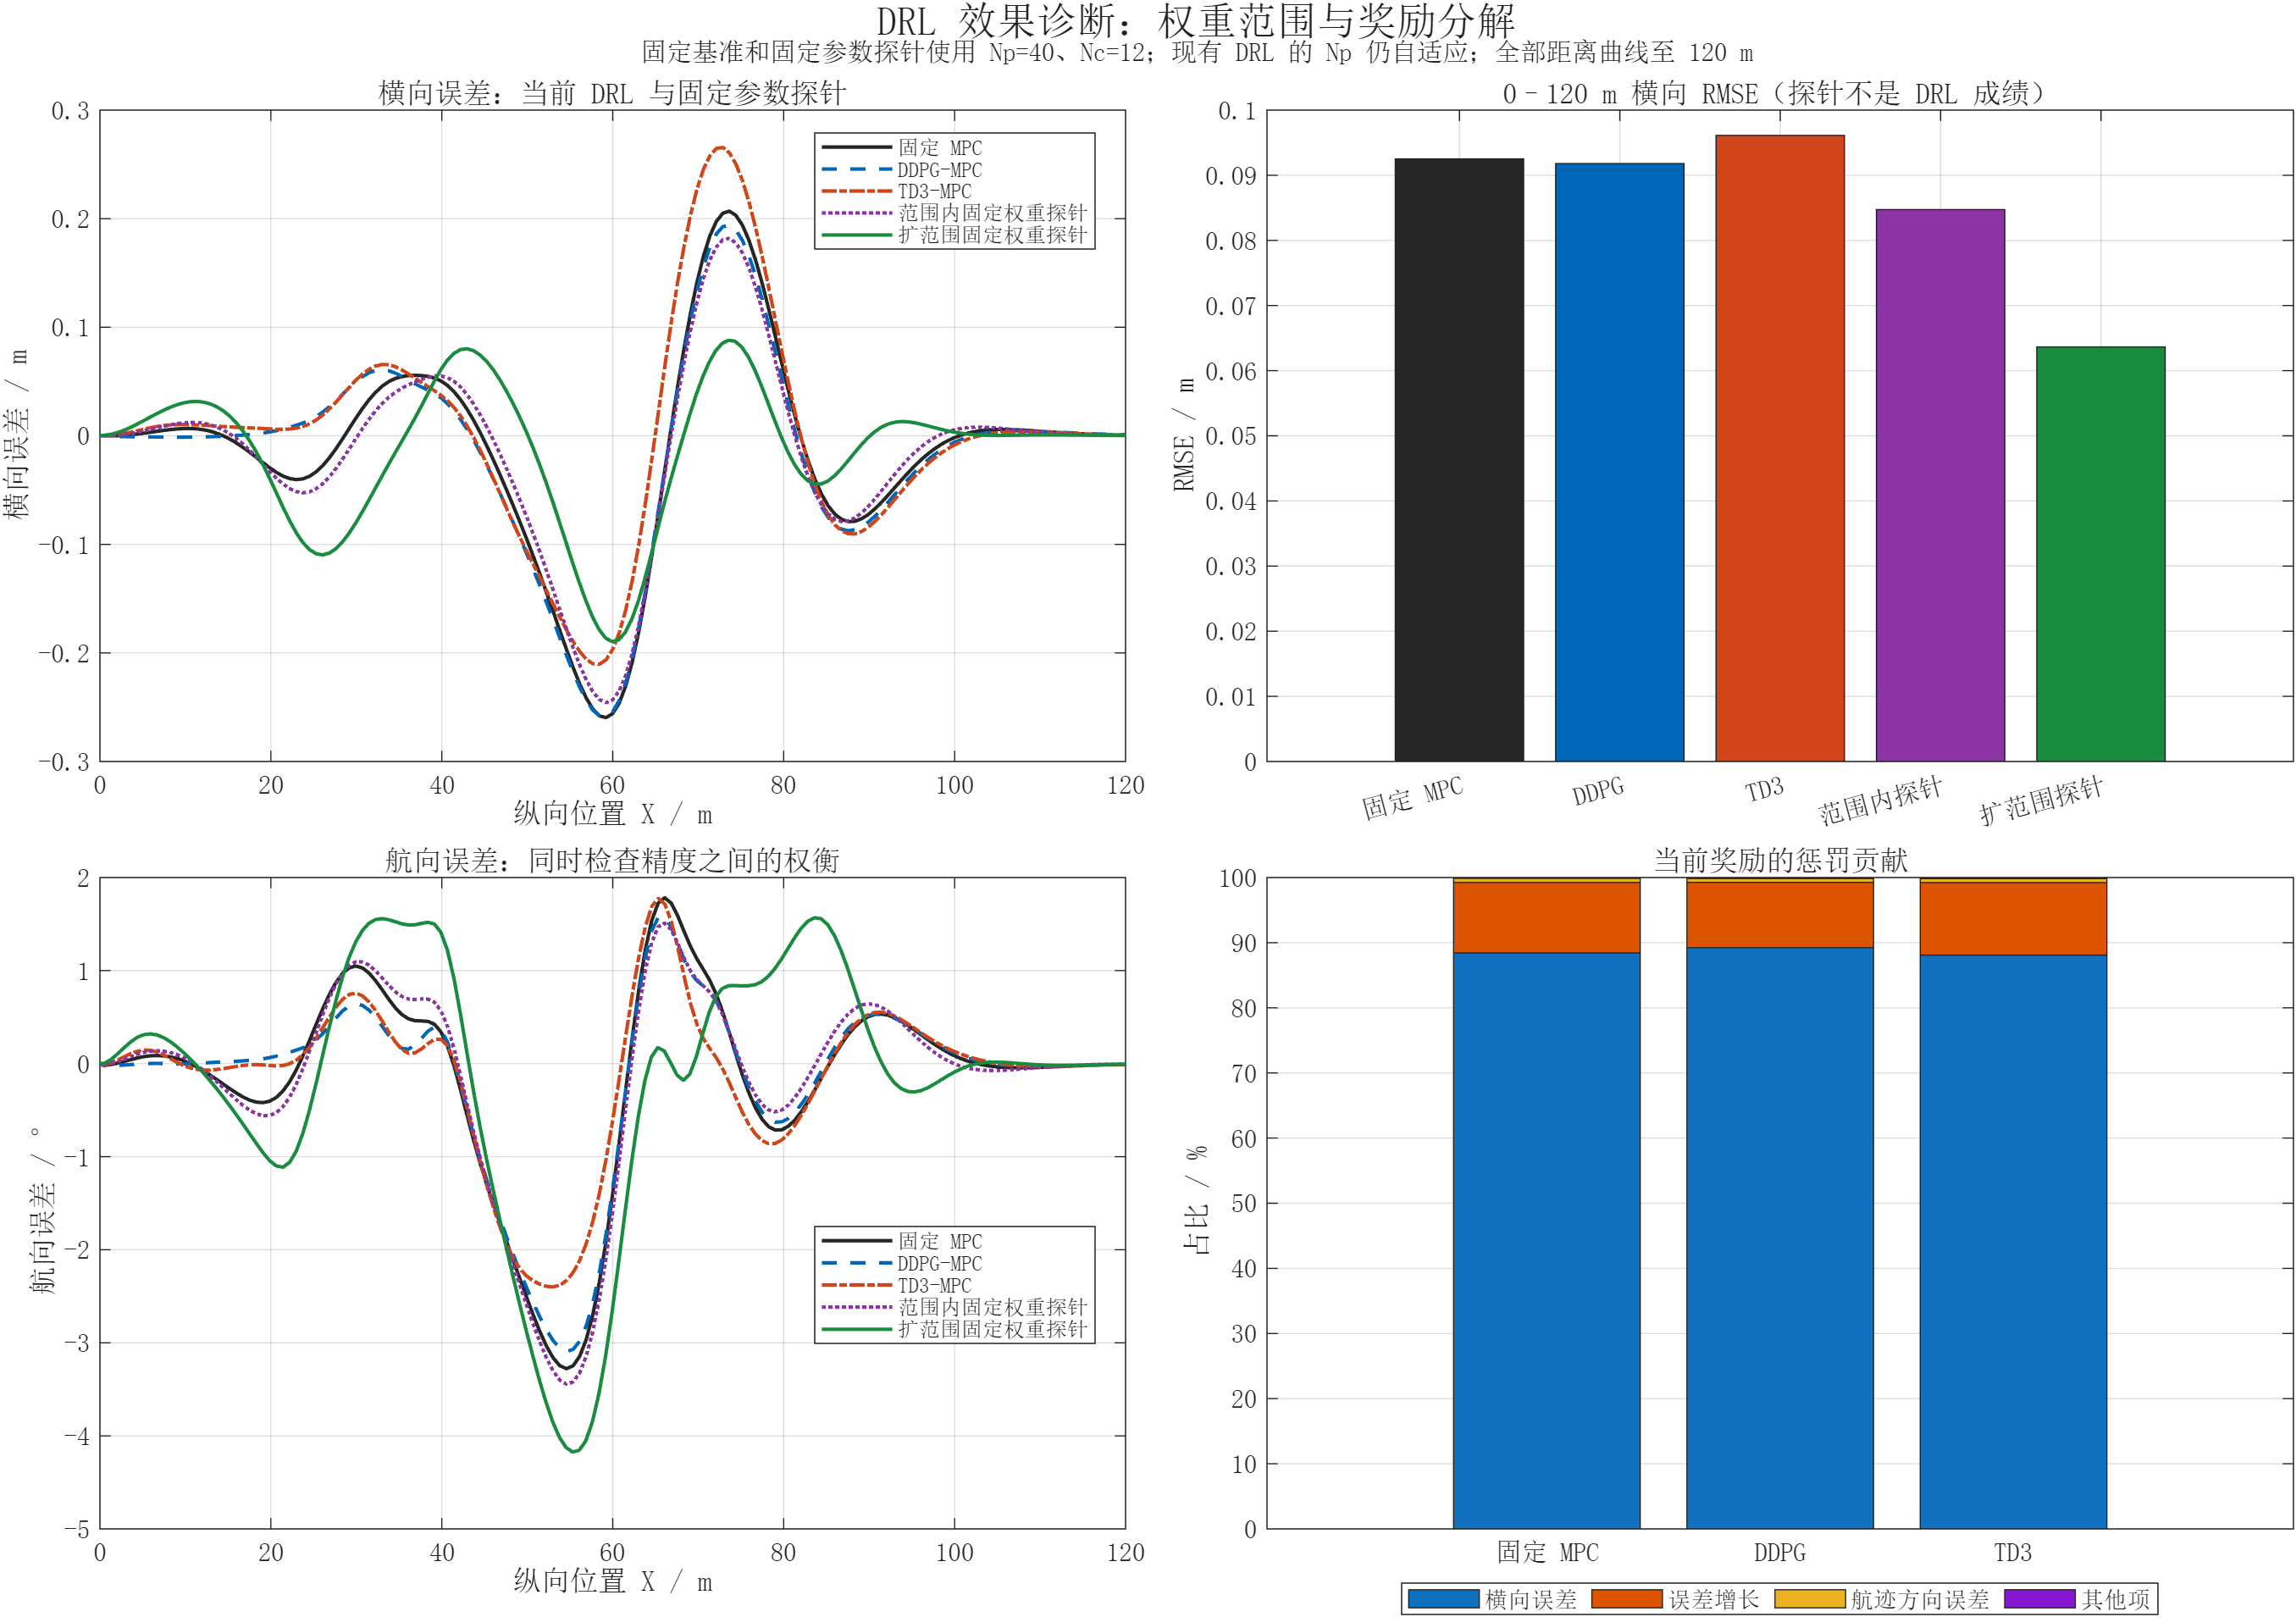 DRL 效果诊断：权重范围与奖励分解
固定基准和固定参数探针使用 Np=40、Nc=12；现有 DRL 的 Np 仍自适应；全部距离曲线至 120 m
横向误差：当前 DRL 与固定参数探针
0.3
0.2
0.1
0
-0.1
-0.2
-0.3
横向误差 / m
0 20 40 60 80 100 120
纵向位置 X / m
固定 MPC
DDPG-MPC
TD3-MPC
范围内固定权重探针
扩范围固定权重探针
0–120 m 横向 RMSE（探针不是 DRL 成绩）
0.1
0.09
0.08
0.07
0.06
0.05
0.04
0.03
0.02
0.01
0
RMSE / m
固定 MPC
DDPG
TD3
范围内探针
扩范围探针
航向误差：同时检查精度之间的权衡
2
1
0
-1
-2
-3
-4
-5
航向误差 / °
0 20 40 60 80 100 120
纵向位置 X / m
固定 MPC
DDPG-MPC
TD3-MPC
范围内固定权重探针
扩范围固定权重探针
当前奖励的惩罚贡献
100
90
80
70
60
50
40
30
20
10
0
占比 / %
固定 MPC DDPG TD3
横向误差 误差增长 航迹方向误差 其他项